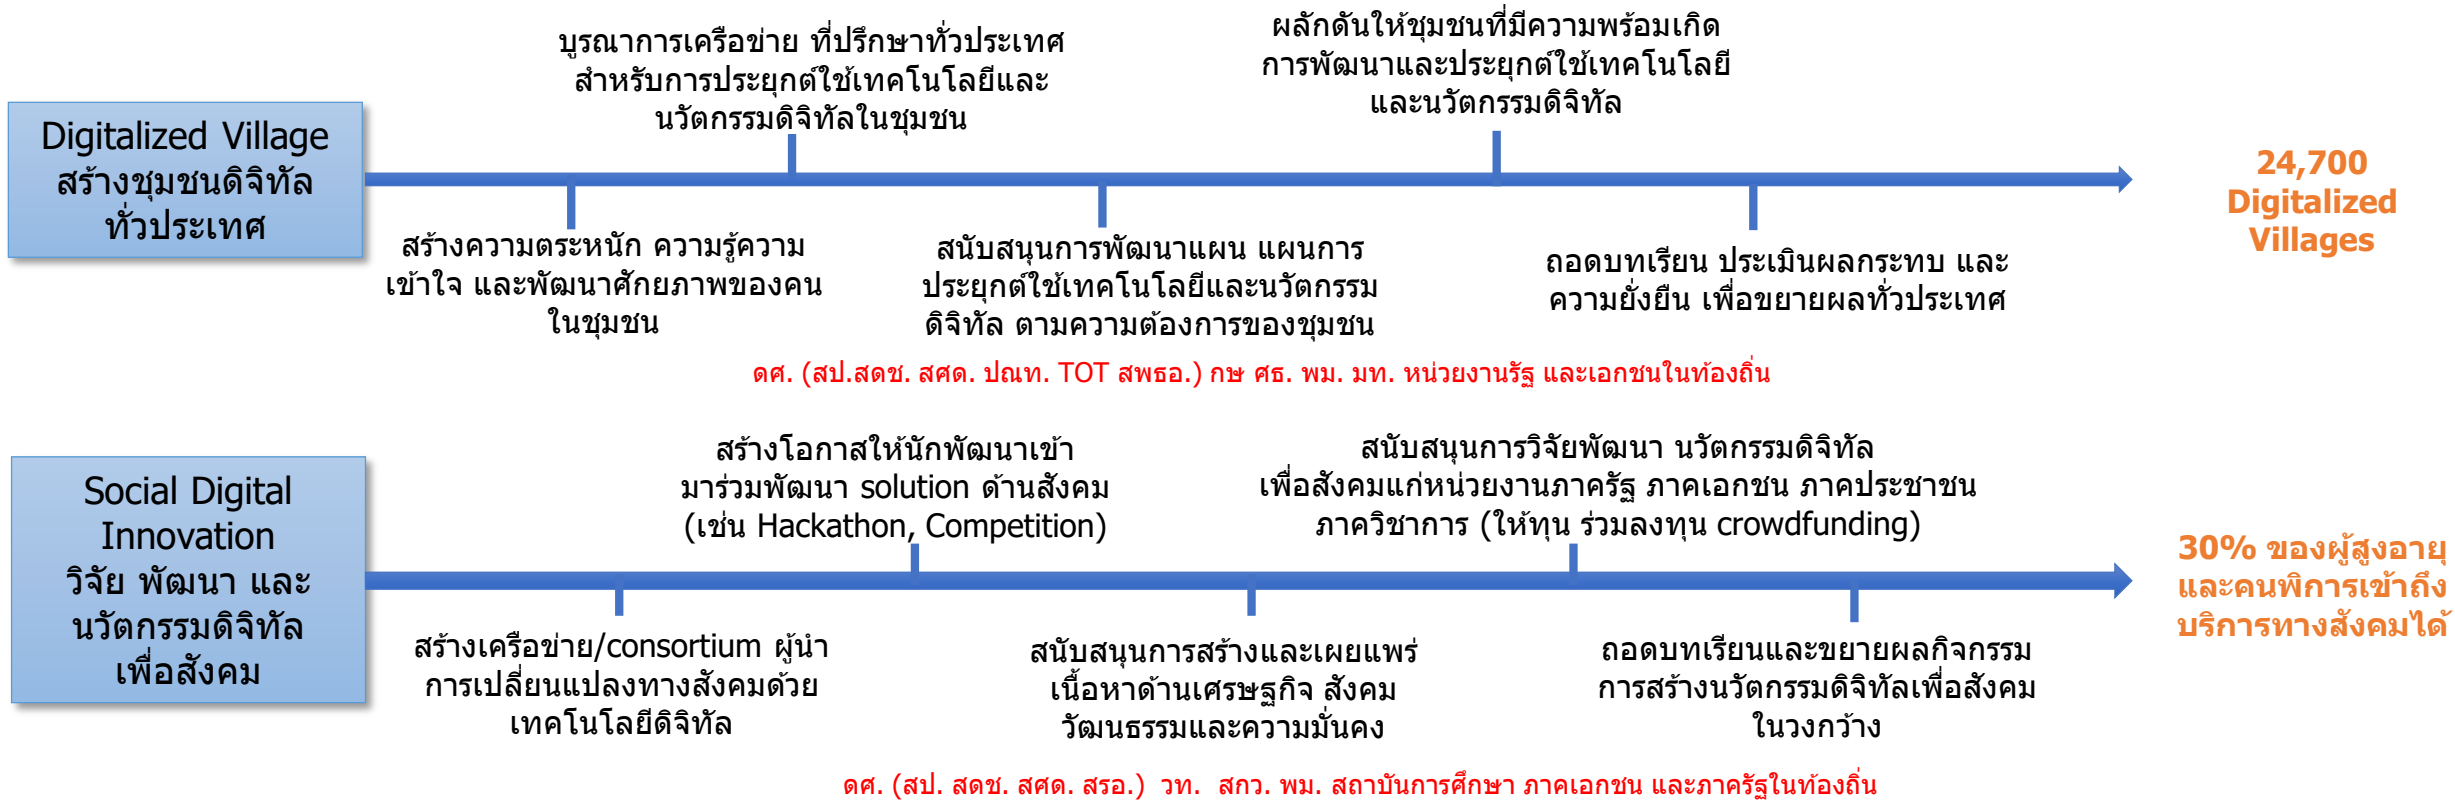 Digitalized Village
สร้างชุมชนดิจิทัล
ทั่วประเทศ
บูรณาการเครือข่าย ที่ปรึกษาทั่วประเทศ
สำหรับการประยุกต์ใช้เทคโนโลยีและ
นวัตกรรมดิจิทัลในชุมชน
ผลักดันให้ชุมชนที่มีความพร้อมเกิด
การพัฒนาและประยุกต์ใช้เทคโนโลยี
และนวัตกรรมดิจิทัล
สร้างความตระหนัก ความรู้ความ
เข้าใจ และพัฒนาศักยภาพของคน
ในชุมชน
สนับสนุนการพัฒนาแผน แผนการ
ประยุกต์ใช้เทคโนโลยีและนวัตกรรม
ดิจิทัล ตามความต้องการของชุมชน
ถอดบทเรียน ประเมินผลกระทบ และ
ความยั่งยืน เพื่อขยายผลทั่วประเทศ
24,700
Digitalized
Villages
ดศ. (สป.สดช. สศด. ปณท. TOT สพธอ.) กษ ศธ. พม. มท. หน่วยงานรัฐ และเอกชนในท้องถิ่น
Social Digital
Innovation
วิจัย พัฒนา และ
นวัตกรรมดิจิทัล
เพื่อสังคม
สร้างโอกาสให้นักพัฒนาเข้า
มาร่วมพัฒนา solution ด้านสังคม
(เช่น Hackathon, Competition)
สนับสนุนการวิจัยพัฒนา นวัตกรรมดิจิทัล
เพื่อสังคมแก่หน่วยงานภาครัฐ ภาคเอกชน ภาคประชาชน
ภาควิชาการ (ให้ทุน ร่วมลงทุน crowdfunding)
สร้างเครือข่าย/consortium ผู้นำ
การเปลี่ยนแปลงทางสังคมด้วย
เทคโนโลยีดิจิทัล
สนับสนุนการสร้างและเผยแพร่
เนื้อหาด้านเศรษฐกิจ สังคม
วัฒนธรรมและความมั่นคง
ถอดบทเรียนและขยายผลกิจกรรม
การสร้างนวัตกรรมดิจิทัลเพื่อสังคม
ในวงกว้าง
30% ของผู้สูงอายุ
และคนพิการเข้าถึง
บริการทางสังคมได้
ดศ. (สป. สดช. สศด. สรอ.) วท. สกว. พม. สถาบันการศึกษา ภาคเอกชน และภาครัฐในท้องถิ่น